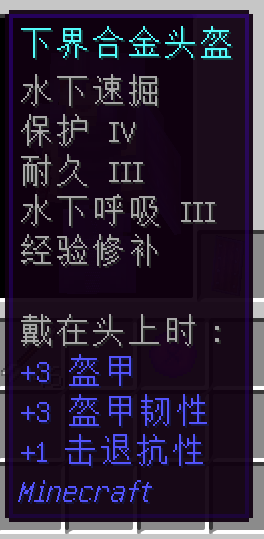 下界合金头盔
水下速掘
保护 IV
耐久 III
水下呼吸 III
经验修补
戴在头上时：
+3 盔甲
+3 盔甲韧性
+1 击退抗性
Minecraft